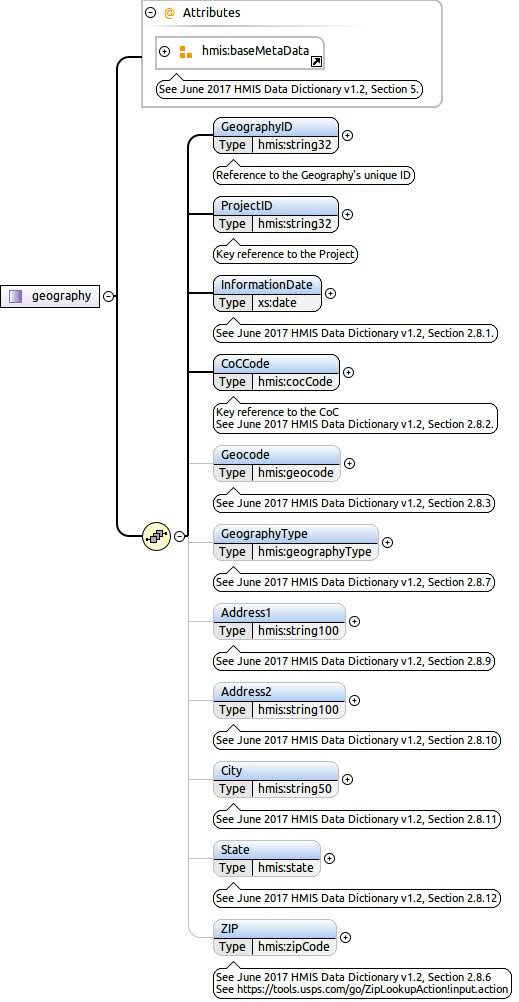 @ Attributes
hmis:baseMetaData
See June 2017 HMIS Data Dictionary v1.2, Section 5.
GeographyID
Type hmis:string32
Reference to the Geography's unique ID
ProjectID
Type hmis:string32
Key reference to the Project
geography
InformationDate
Type xs:date
See June 2017 HMIS Data Dictionary v1.2, Section 2.8.1.
CoCCode
Type hmis:cocCode
Key reference to the CoC
See June 2017 HMIS Data Dictionary v1.2, Section 2.8.2.
Geocode
Type hmis:geocode
See June 2017 HMIS Data Dictionary v1.2, Section 2.8.3
GeographyType
Type hmis:geographyType
See June 2017 HMIS Data Dictionary v1.2, Section 2.8.7
Address1
Type hmis:string100
See June 2017 HMIS Data Dictionary v1.2, Section 2.8.9
Address2
Type hmis:string100
See June 2017 HMIS Data Dictionary v1.2, Section 2.8.10
City
Type hmis:string50
See June 2017 HMIS Data Dictionary v1.2, Section 2.8.11
State
Type hmis:state
See June 2017 HMIS Data Dictionary v1.2, Section 2.8.12
ZIP
Type hmis:zipCode
See June 2017 HMIS Data Dictionary v1.2, Section 2.8.6
See https://tools.usps.com/go/ZipLookupAction!input.action